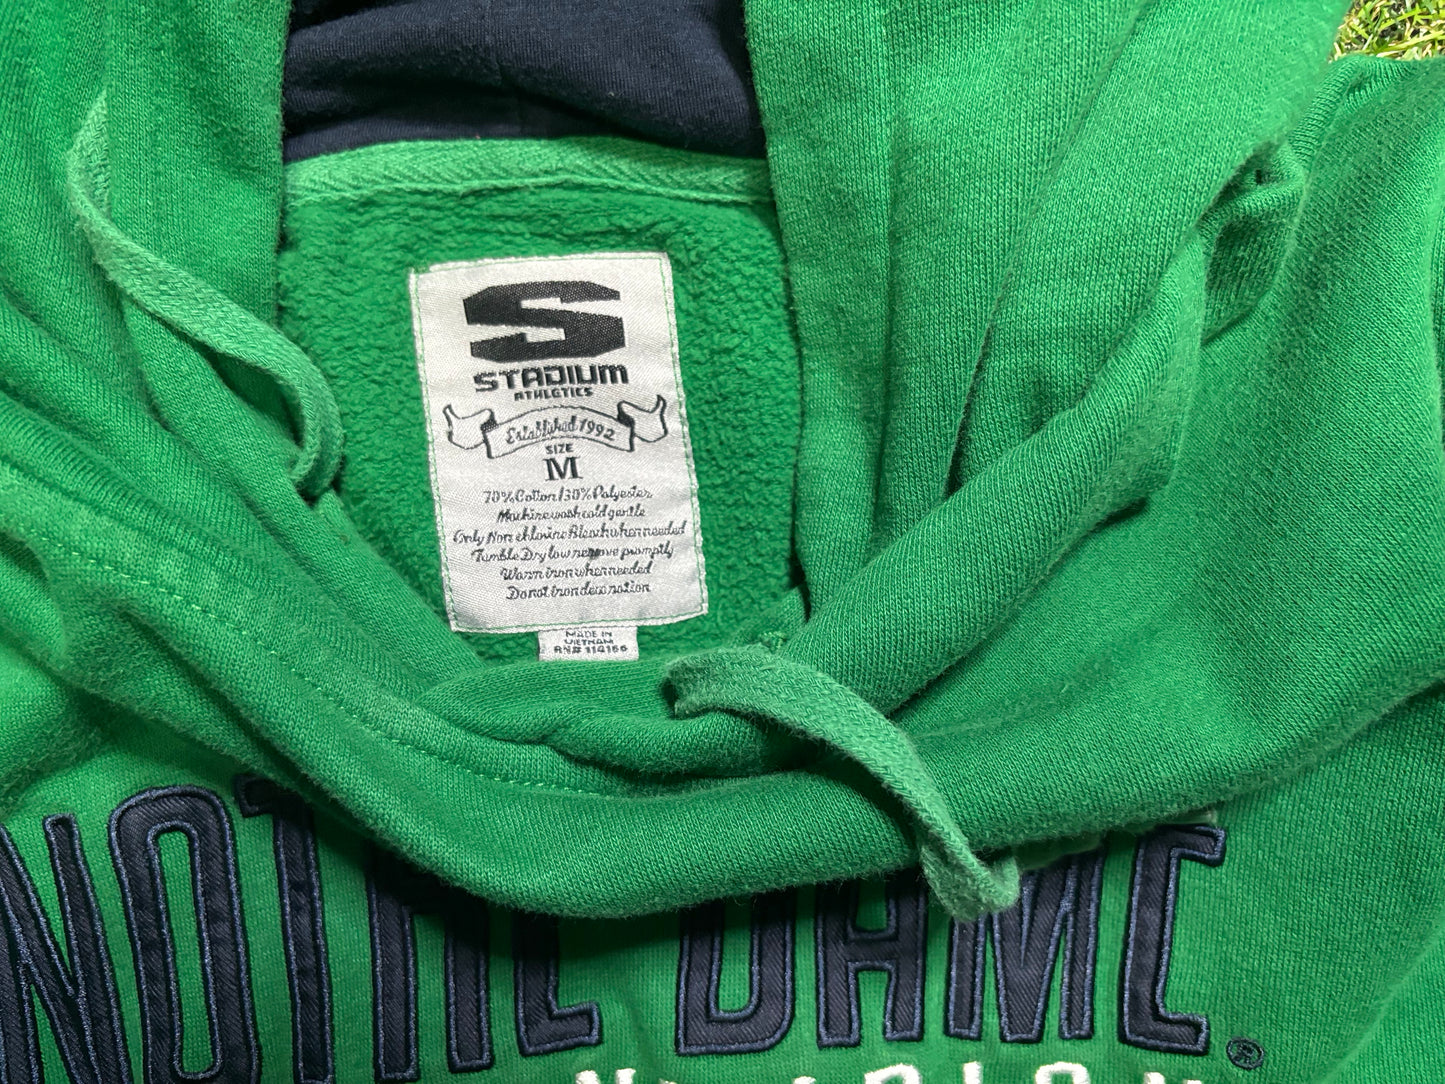 S
STADIUM
ATHLETICS
Established 1992
SIZE
M
70% Cotton/30% Polyester
Machine wash cold gentle
Only Non chlorine Bleach when needed
Tumble Dry low remove promptly
Warm iron when needed
Do not iron decoration
MADE IN
VIETNAM
RN# 114166
NOTRE DAME ®